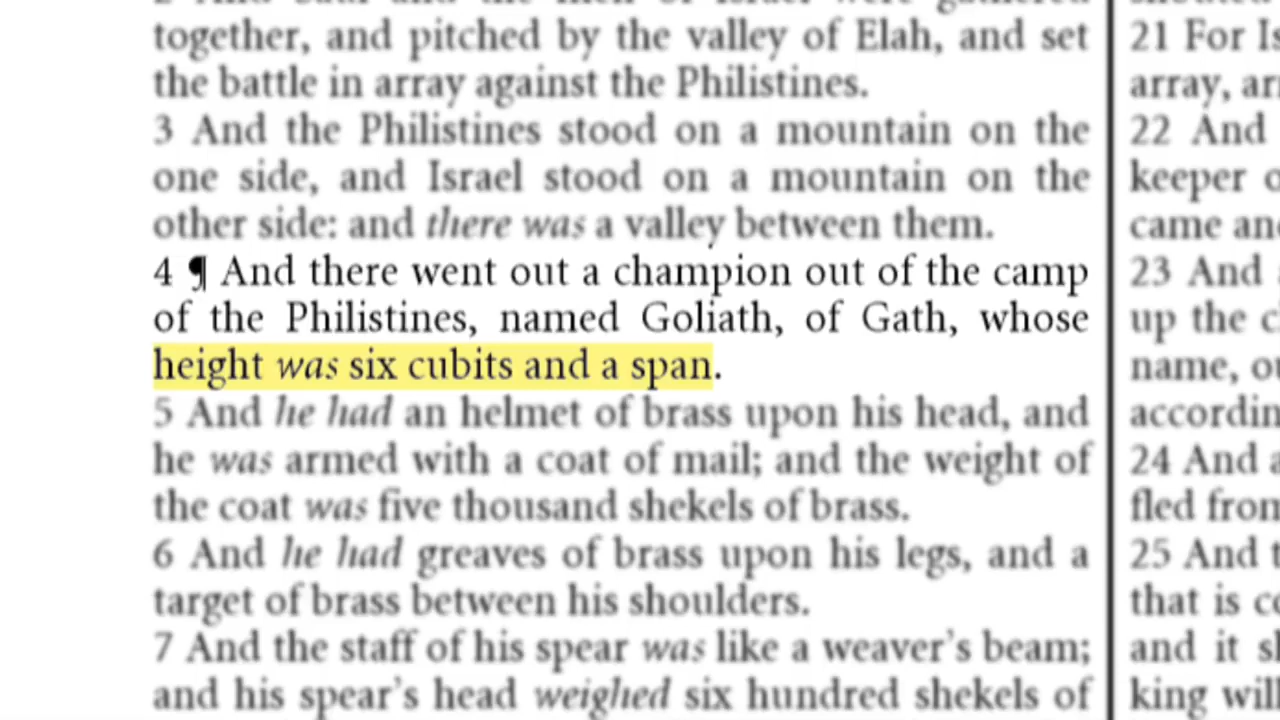 together, and pitched by the valley of Elah, and set
the battle in array against the Philistines.
3 And the Philistines stood on a mountain on the
one side, and Israel stood on a mountain on the
other side: and there was a valley between them.
4 ¶ And there went out a champion out of the camp
of the Philistines, named Goliath, of Gath, whose
height was six cubits and a span.
5 And he had an helmet of brass upon his head, and
he was armed with a coat of mail; and the weight of
the coat was five thousand shekels of brass.
6 And he had greaves of brass upon his legs, and a
target of brass between his shoulders.
7 And the staff of his spear was like a weaver's beam;
and his spear's head weighed six hundred shekels of
21 For
array,
22 And
keeper
came
23 And
up the
name,
24 And
fled
25 And
that is
and it
king